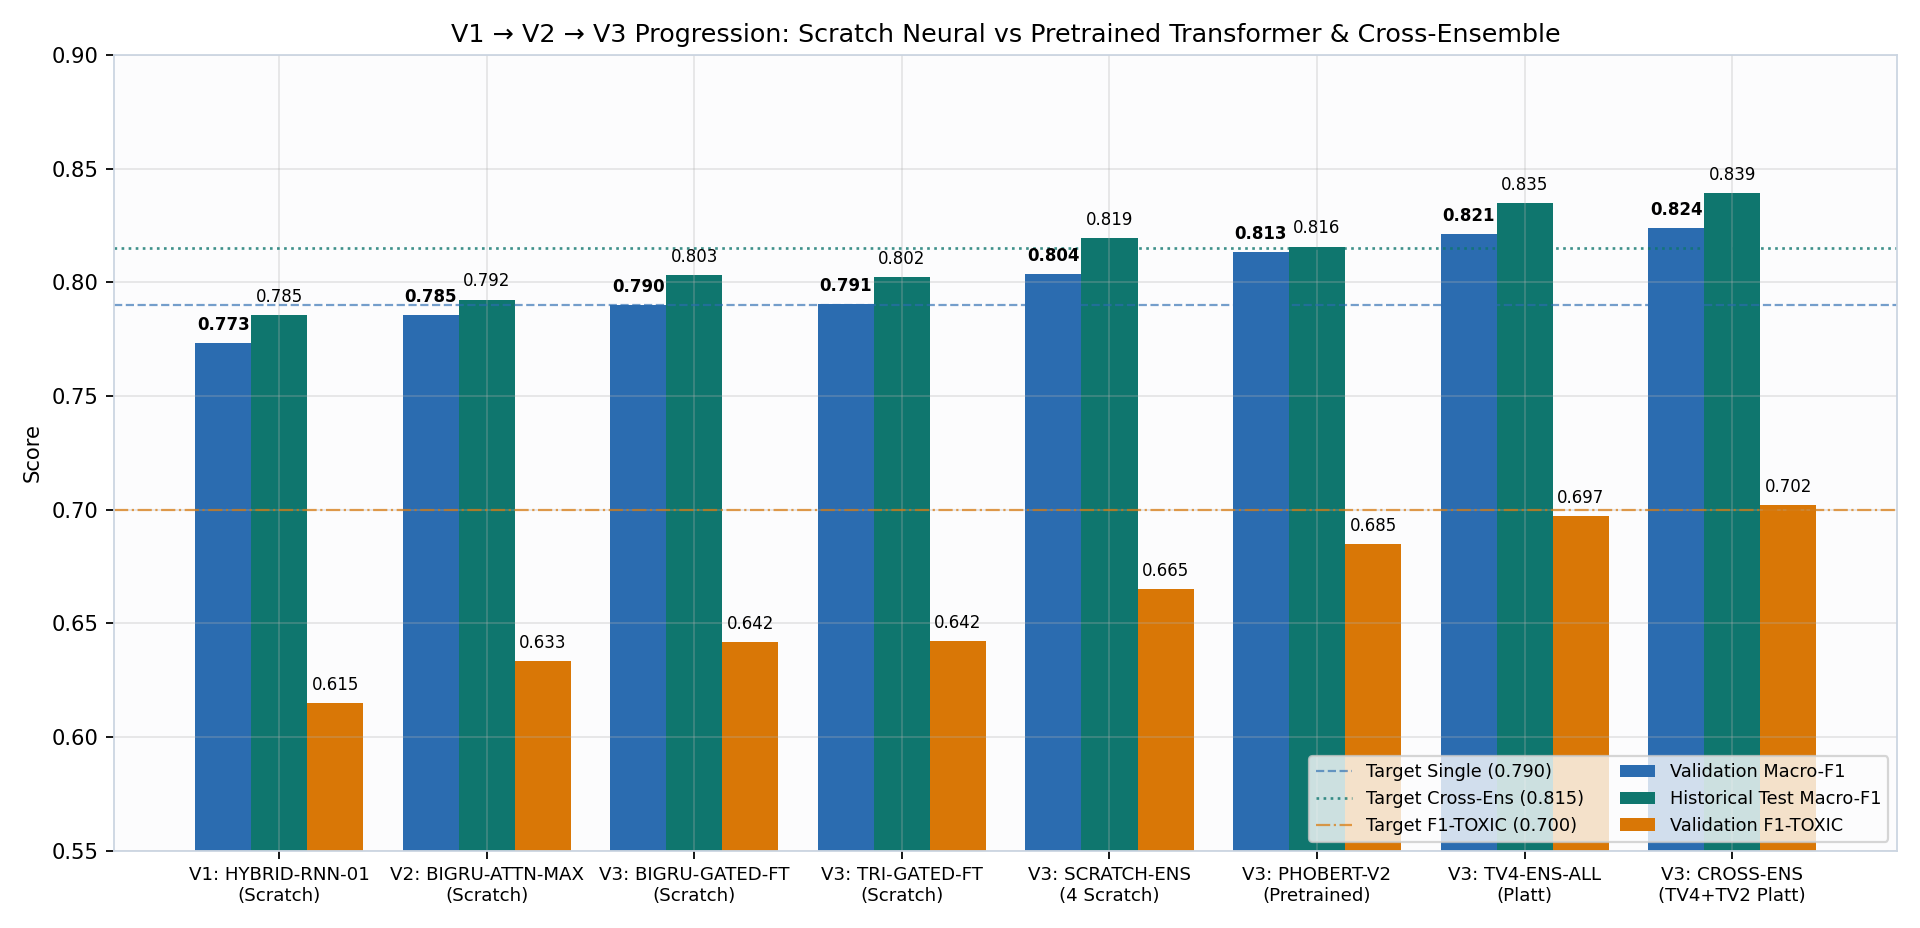 V1 → V2 → V3 Progression: Scratch Neural vs Pretrained Transformer & Cross-Ensemble
Score
0.90
0.85
0.80
0.75
0.70
0.65
0.60
0.55
0.773
0.785
0.615
0.785
0.792
0.633
0.790
0.803
0.642
0.791
0.802
0.642
0.804
0.819
0.665
0.813
0.816
0.685
0.821
0.835
0.697
0.824
0.839
0.702
Target Single (0.790)
Target Cross-Ens (0.815)
Target F1-TOXIC (0.700)
Validation Macro-F1
Historical Test Macro-F1
Validation F1-TOXIC
V1: HYBRID-RNN-01
(Scratch)
V2: BIGRU-ATTN-MAX
(Scratch)
V3: BIGRU-GATED-FT
(Scratch)
V3: TRI-GATED-FT
(Scratch)
V3: SCRATCH-ENS
(4 Scratch)
V3: PHOBERT-V2
(Pretrained)
V3: TV4-ENS-ALL
(Platt)
V3: CROSS-ENS
(TV4+TV2 Platt)